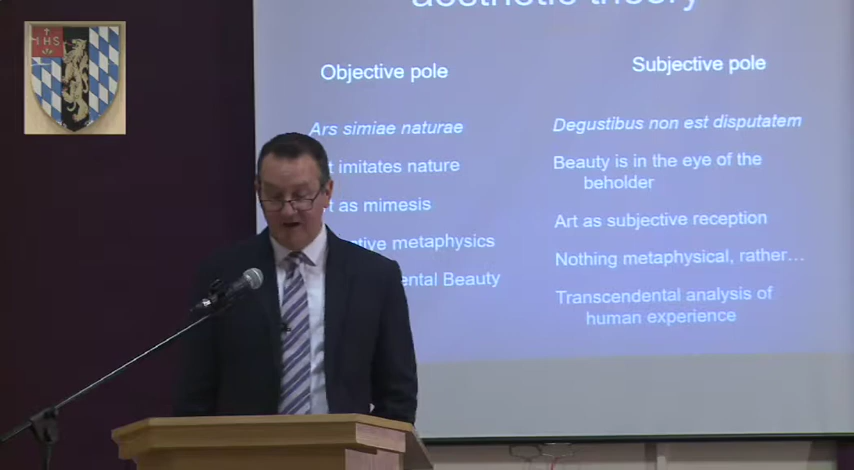 aesthetic theory
Objective pole
Subjective pole
Ars simiae naturae
Degustibus non est disputatem
imitates nature
Beauty is in the eye of the
beholder
as mimesis
Art as subjective reception
metaphysics
Nothing metaphysical, rather…
Beauty
Transcendental analysis of
human experience
IHS